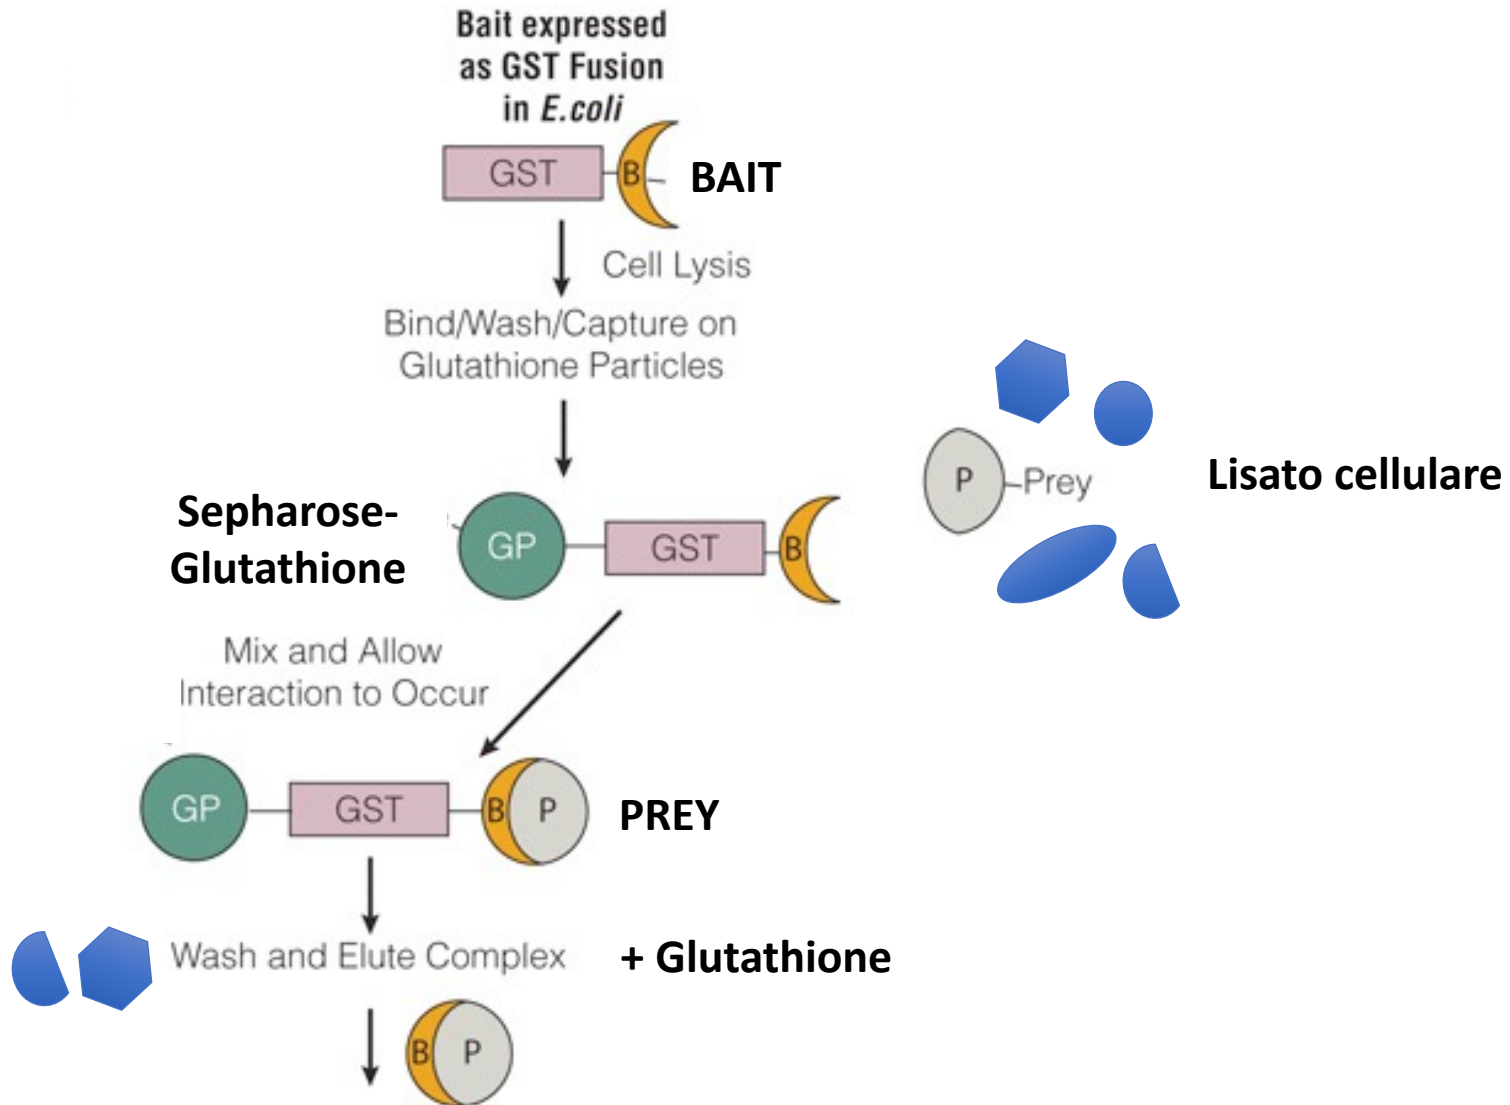 Bait expressed
as GST Fusion
in E.coli
GST
B
BAIT
Cell Lysis
Bind/Wash/Capture on
Glutathione Particles
P
Prey
Lisato cellulare
Sepharose-
Glutathione
GP
GST
B
Mix and Allow
Interaction to Occur
GP
GST
B
P
PREY
Wash and Elute Complex
+ Glutathione
B
P